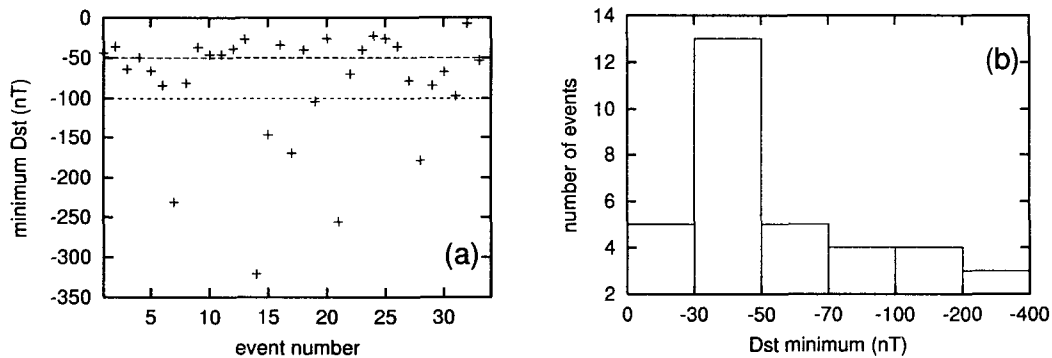 0
-50
-100
-150
-200
-250
-300
-350
minimum Dst (nT)
5 10 15 20 25 30
event number
(a)
14
12
10
8
6
4
2
number of events
0 -30 -50 -70 -100 -200 -400
Dst minimum (nT)
(b)